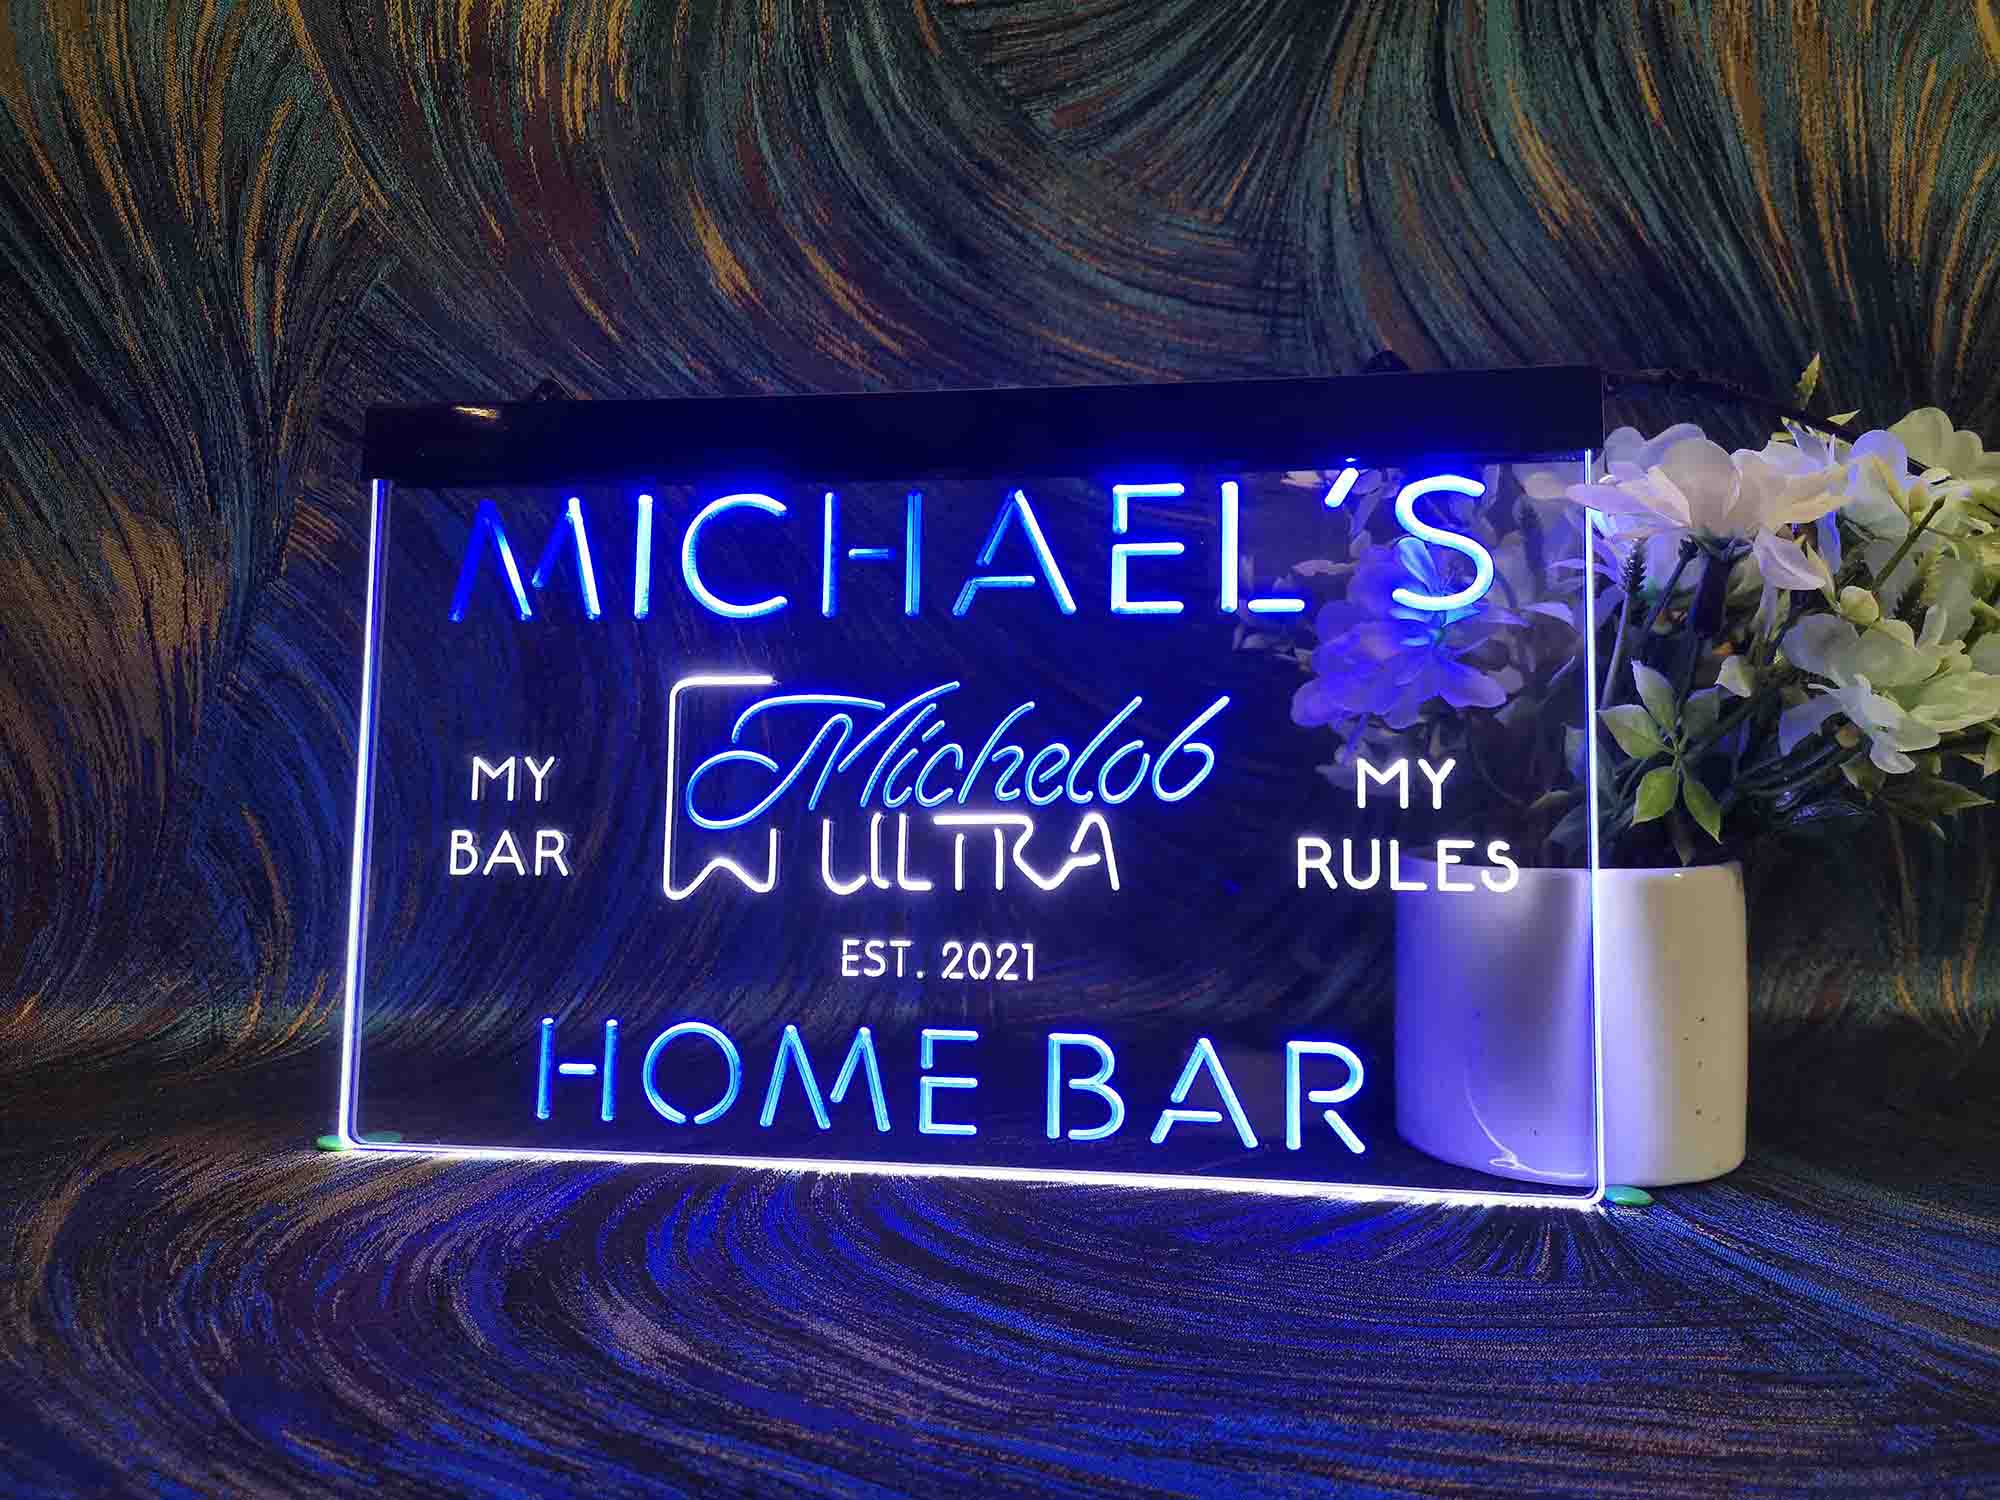 MICHAEL'S
MY BAR
Michelob
ULTRA
MY RULES
EST. 2021
HOME BAR